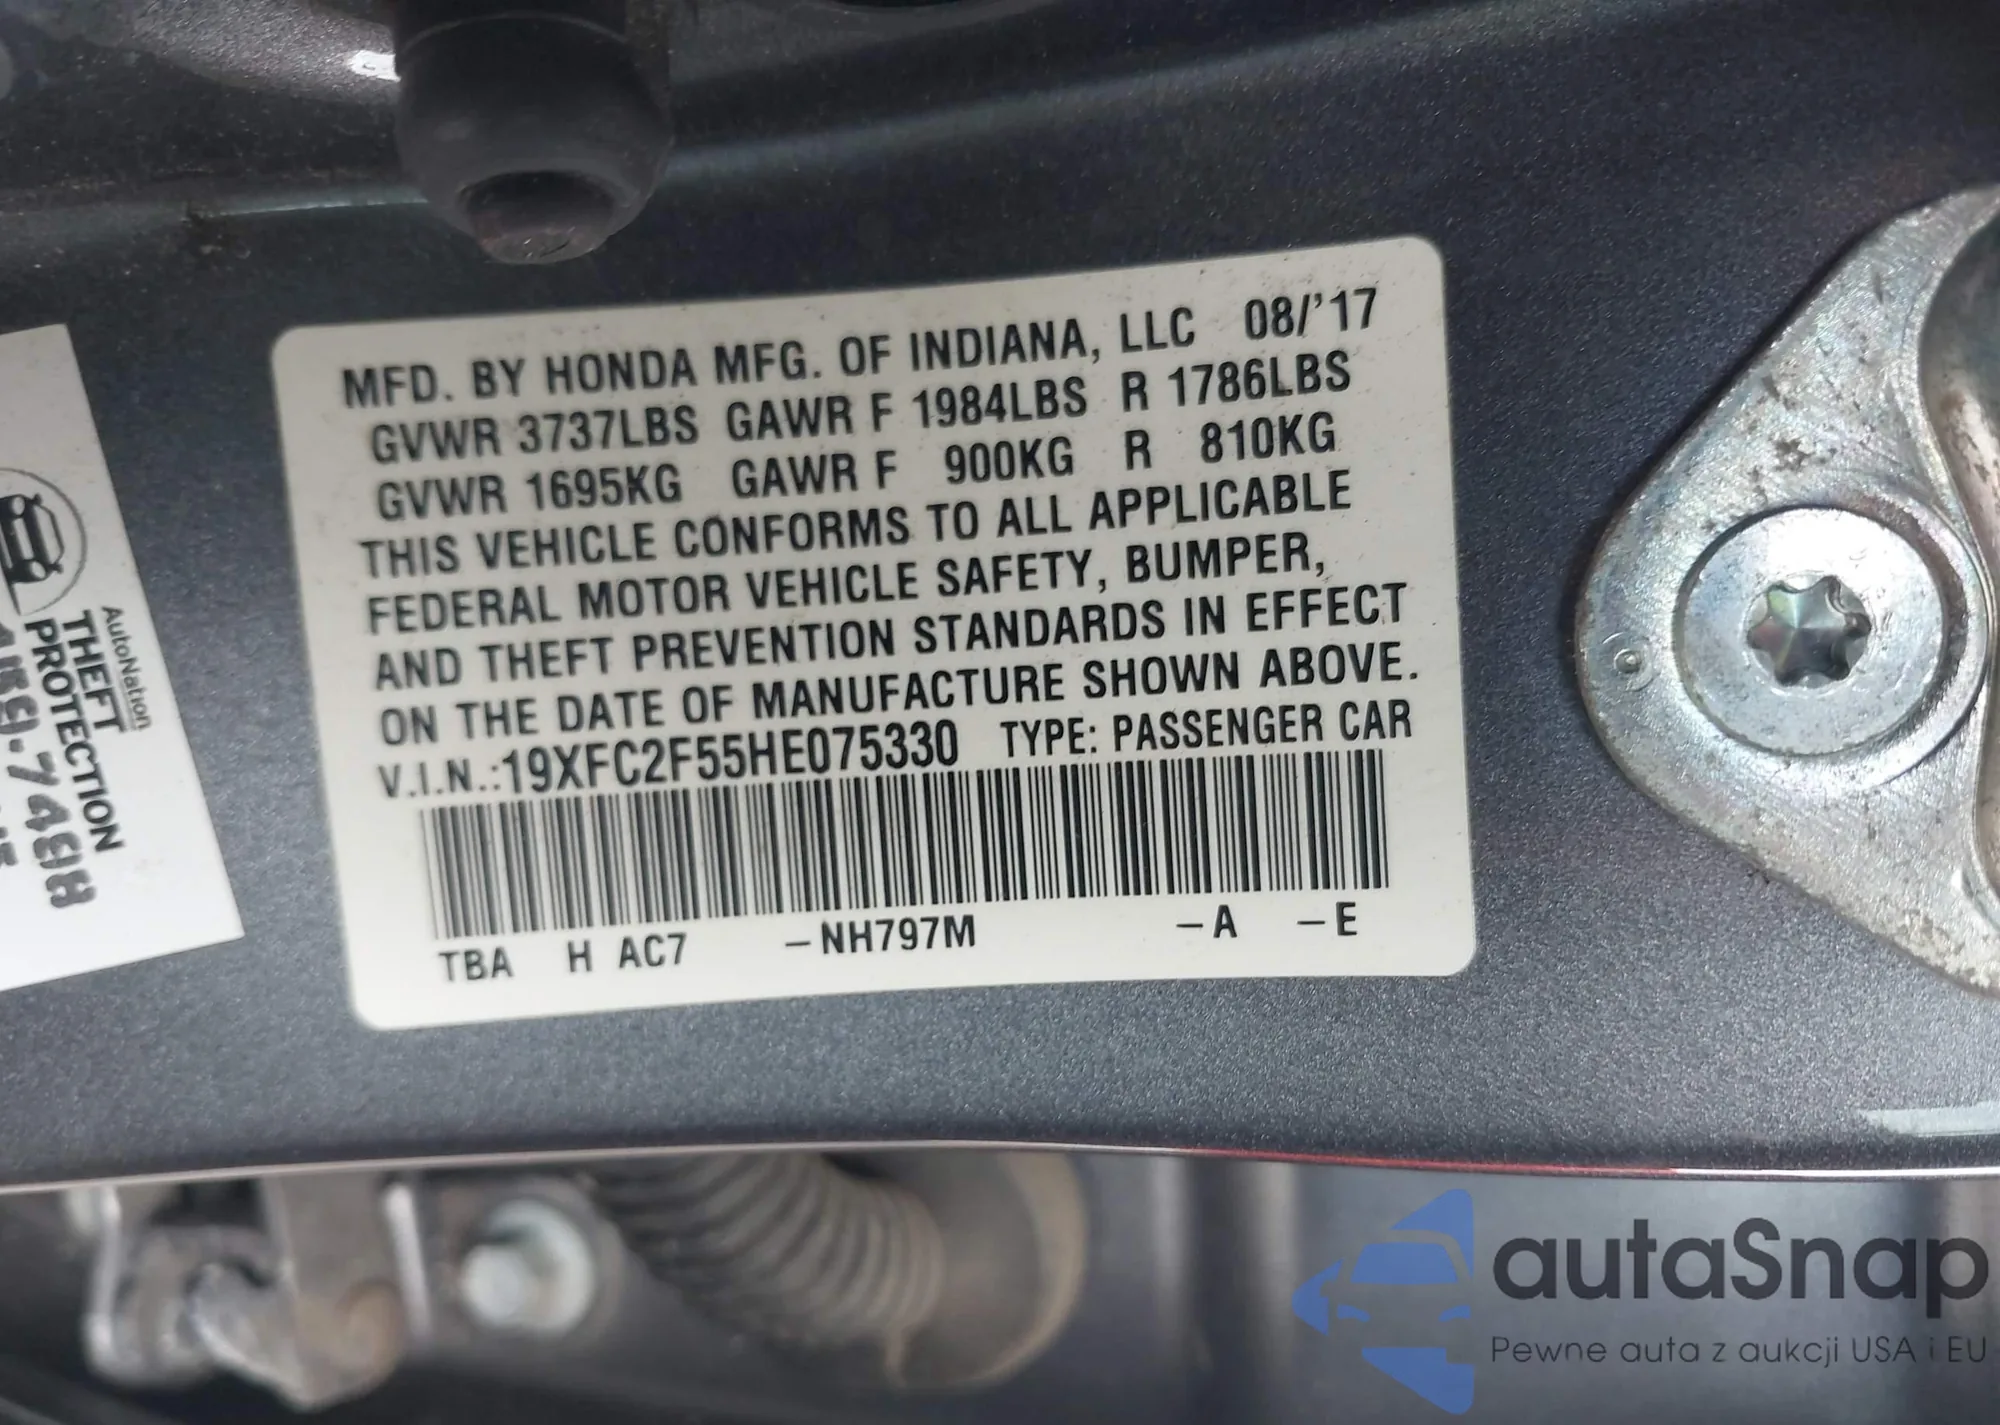 MFD. BY HONDA MFG. OF INDIANA, LLC 08/'17
GVWR 3737LBS GAWR F 1984LBS R 1786LBS
GVWR 1695KG GAWR F 900KG R 810KG
THIS VEHICLE CONFORMS TO ALL APPLICABLE
FEDERAL MOTOR VEHICLE SAFETY, BUMPER,
AND THEFT PREVENTION STANDARDS IN EFFECT
ON THE DATE OF MANUFACTURE SHOWN ABOVE.
V.I.N.:19XFC2F55HE075330 TYPE: PASSENGER CAR
TBA H AC7 –NH797M –A –E
AutoNation
THEFT
PROTECTION
autaSnap
Pewne auta z aukcji USA i EU